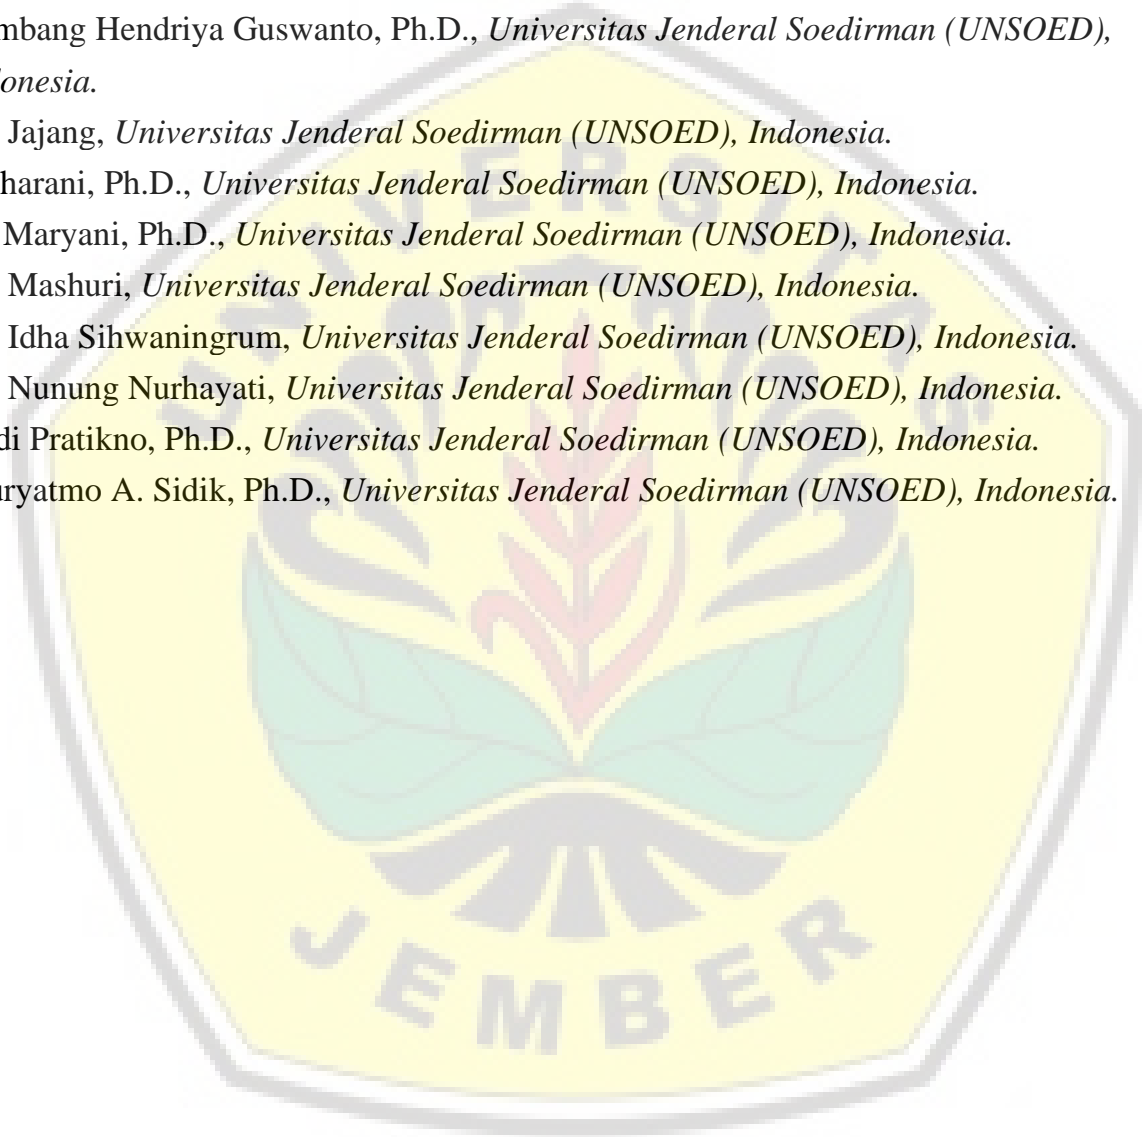 mbang Hendriya Guswanto, Ph.D., Universitas Jenderal Soedirman (UNSOED),
onesia.
Jajang, Universitas Jenderal Soedirman (UNSOED), Indonesia.
harani, Ph.D., Universitas Jenderal Soedirman (UNSOED), Indonesia.
Maryani, Ph.D., Universitas Jenderal Soedirman (UNSOED), Indonesia.
Mashuri, Universitas Jenderal Soedirman (UNSOED), Indonesia.
Idha Sihwaningrum, Universitas Jenderal Soedirman (UNSOED), Indonesia.
Nunung Nurhayati, Universitas Jenderal Soedirman (UNSOED), Indonesia.
di Pratikno, Ph.D., Universitas Jenderal Soedirman (UNSOED), Indonesia.
uryatmo A. Sidik, Ph.D., Universitas Jenderal Soedirman (UNSOED), Indonesia.
UNIVERSITAS
JEMBER